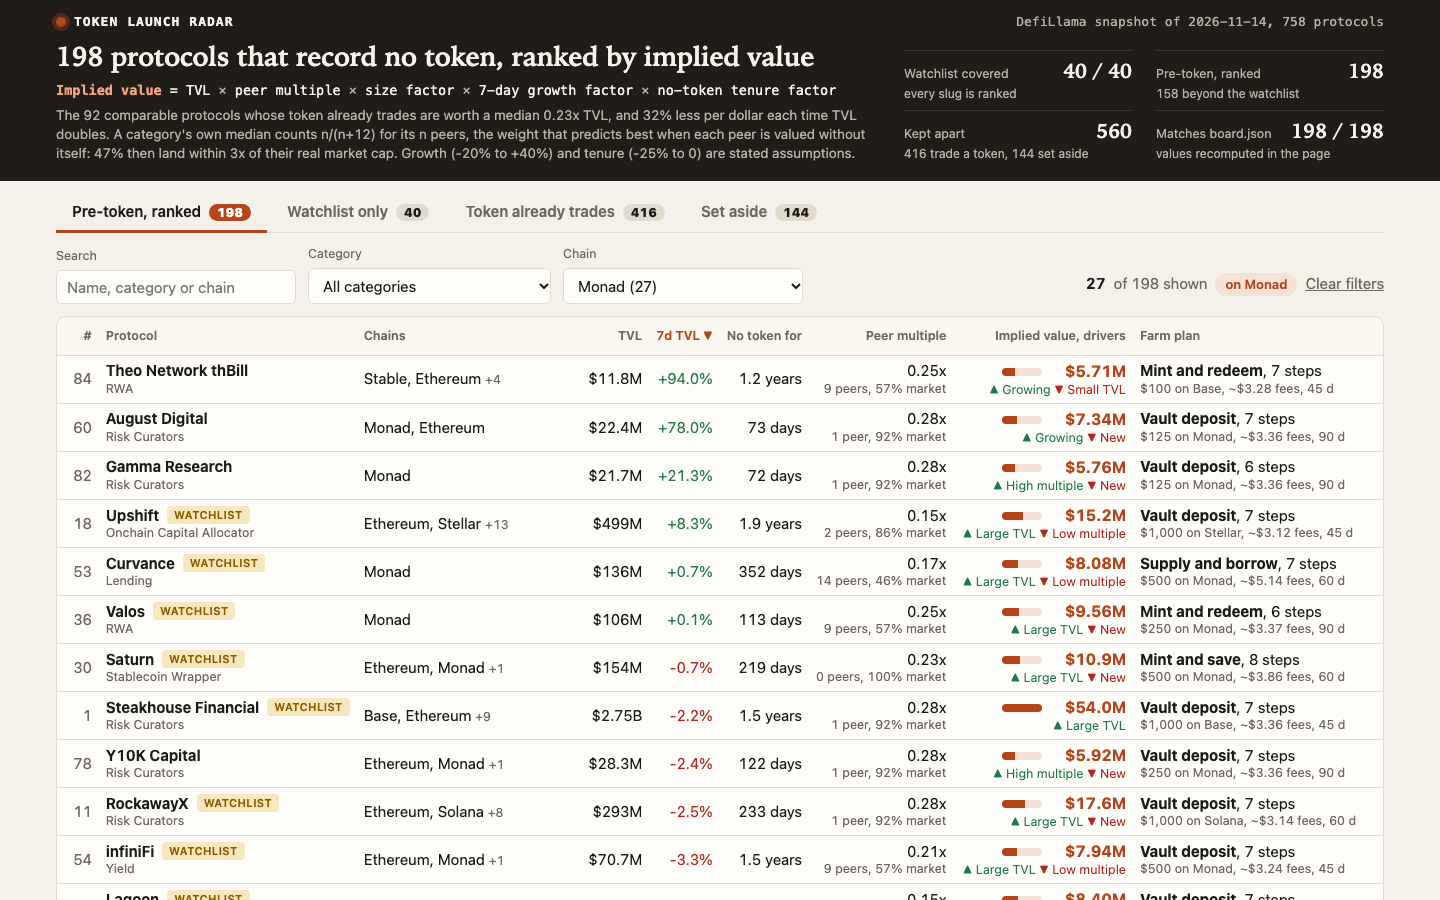 TOKEN LAUNCH RADAR
DefiLlama snapshot of 2026-11-14, 758 protocols
198 protocols that record no token, ranked by implied value
Implied value = TVL × peer multiple × size factor × 7-day growth factor × no-token tenure factor
The 92 comparable protocols whose token already trades are worth a median 0.23x TVL, and 32% less per dollar each time TVL
doubles. A category's own median counts n/(n+12) for its n peers, the weight that predicts best when each peer is valued without
itself: 47% then land within 3x of their real market cap. Growth (-20% to +40%) and tenure (-25% to 0) are stated assumptions.
Watchlist covered 40 / 40
every slug is ranked
Pre-token, ranked 198
158 beyond the watchlist
Kept apart 560
416 trade a token, 144 set aside
Matches board.json 198 / 198
values recomputed in the page
Pre-token, ranked 198 Watchlist only 40 Token already trades 416 Set aside 144
Search Category Chain
Name, category or chain All categories Monad (27)
27 of 198 shown on Monad Clear filters
# Protocol Chains TVL 7d TVL ▼ No token for Peer multiple Implied value, drivers Farm plan
84 Theo Network thBill Stable, Ethereum +4 $11.8M +94.0% 1.2 years 0.25x $5.71M Mint and redeem, 7 steps
RWA 9 peers, 57% market ▲ Growing ▼ Small TVL $100 on Base, ~$3.28 fees, 45 d
60 August Digital Monad, Ethereum $22.4M +78.0% 73 days 0.28x $7.34M Vault deposit, 7 steps
Risk Curators 1 peer, 92% market ▲ Growing ▼ New $125 on Monad, ~$3.36 fees, 90 d
82 Gamma Research Monad $21.7M +21.3% 72 days 0.28x $5.76M Vault deposit, 6 steps
Risk Curators 1 peer, 92% market ▲ High multiple ▼ New $125 on Monad, ~$3.36 fees, 90 d
18 Upshift WATCHLIST Ethereum, Stellar +13 $499M +8.3% 1.9 years 0.15x $15.2M Vault deposit, 7 steps
Onchain Capital Allocator 2 peers, 86% market ▲ Large TVL ▼ Low multiple $1,000 on Stellar, ~$3.12 fees, 45 d
53 Curvance WATCHLIST Monad $136M +0.7% 352 days 0.17x $8.08M Supply and borrow, 7 steps
Lending 14 peers, 46% market ▲ Large TVL ▼ Low multiple $500 on Monad, ~$5.14 fees, 60 d
36 Valos WATCHLIST Monad $106M +0.1% 113 days 0.25x $9.56M Mint and redeem, 6 steps
RWA 9 peers, 57% market ▲ Large TVL ▼ New $250 on Monad, ~$3.37 fees, 90 d
30 Saturn WATCHLIST Ethereum, Monad +1 $154M -0.7% 219 days 0.23x $10.9M Mint and save, 8 steps
Stablecoin Wrapper 0 peers, 100% market ▲ Large TVL ▼ New $500 on Monad, ~$3.86 fees, 60 d
1 Steakhouse Financial WATCHLIST Base, Ethereum +9 $2.75B -2.2% 1.5 years 0.28x $54.0M Vault deposit, 7 steps
Risk Curators 1 peer, 92% market ▲ Large TVL $1,000 on Base, ~$3.36 fees, 45 d
78 Y10K Capital Ethereum, Monad +1 $28.3M -2.4% 122 days 0.28x $5.92M Vault deposit, 7 steps
Risk Curators 1 peer, 92% market ▲ High multiple ▼ New $250 on Monad, ~$3.36 fees, 90 d
11 RockawayX WATCHLIST Ethereum, Solana +8 $293M -2.5% 233 days 0.28x $17.6M Vault deposit, 7 steps
Risk Curators 1 peer, 92% market ▲ Large TVL ▼ New $1,000 on Solana, ~$3.14 fees, 60 d
54 infiniFi WATCHLIST Ethereum, Monad +1 $70.7M -3.3% 1.5 years 0.21x $7.94M Vault deposit, 7 steps
Yield 9 peers, 57% market ▲ Large TVL ▼ Low multiple $500 on Monad, ~$3.24 fees, 45 d
Lagoon WATCHLIST 0.15x $8.40M Vault deposit, 7 steps